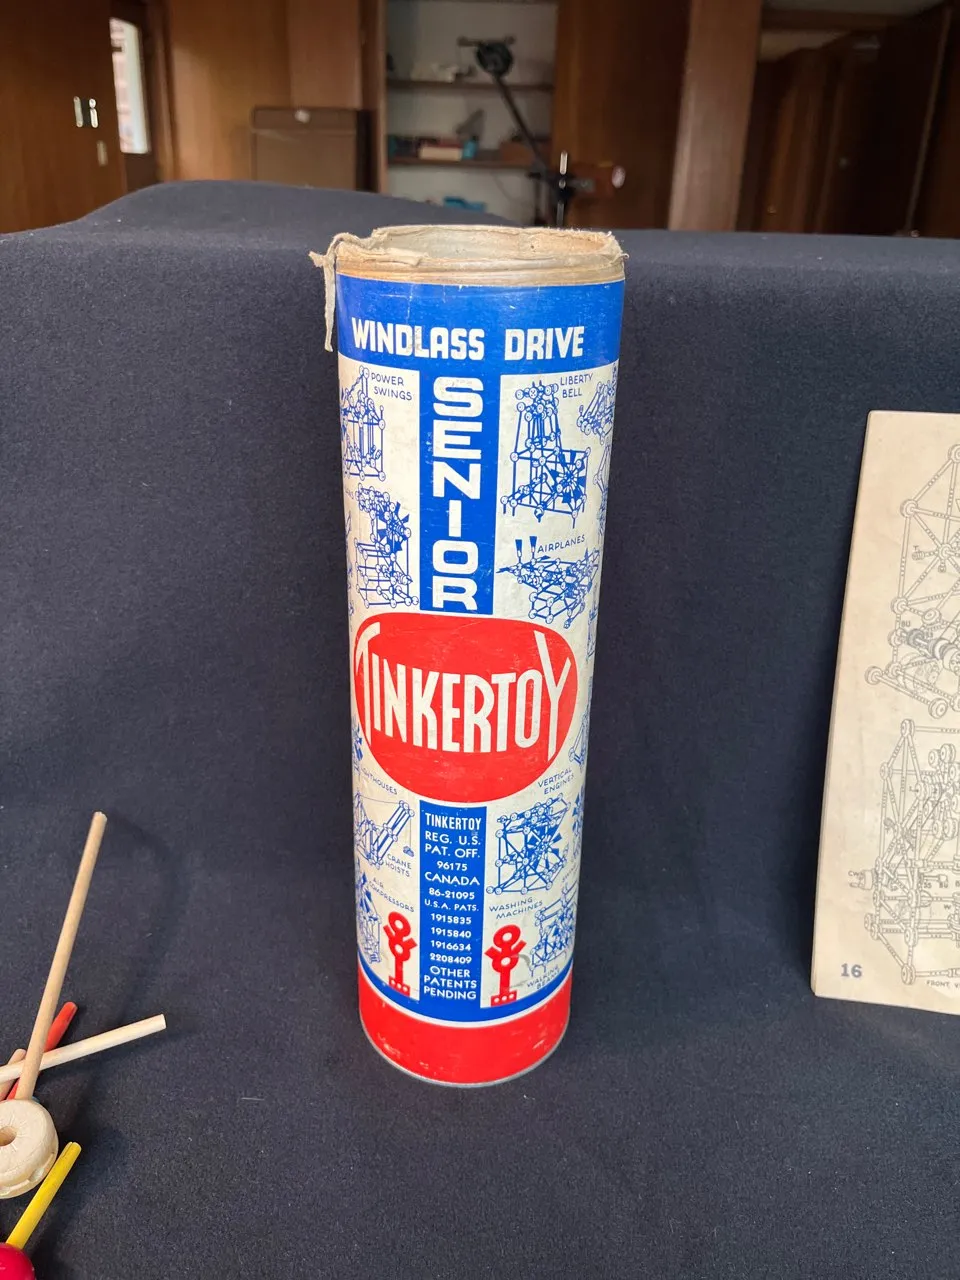 WINDLASS DRIVE
SENIOR
POWER
SWINGS
LIBERTY
BELL
AIRPLANES
TINKERTOY
VERTICAL
ENGINES
CRANE
HOISTS
WASHING
MACHINES
TINKERTOY
REG. U.S.
PAT. OFF.
96175
CANADA
86-21095
U.S.A. PATS.
1915835
1915840
1916634
2208409
OTHER
PATENTS
PENDING
16
FRONT